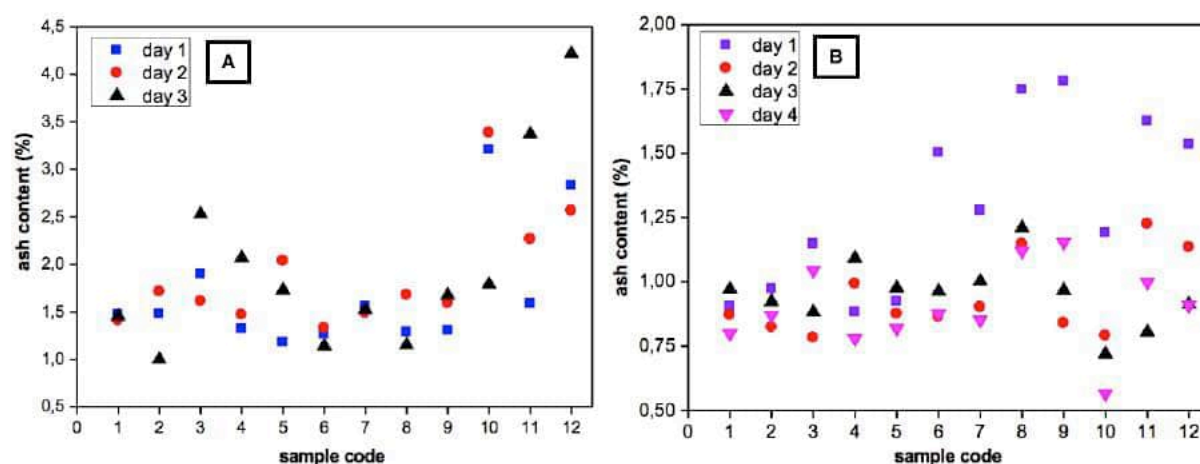 4,5
4,0
3,5
3,0
2,5
2,0
1,5
1,0
0,5
ash content (%)
day 1
day 2
day 3
A
0 1 2 3 4 5 6 7 8 9 10 11 12
sample code
2,00
1,75
1,50
1,25
1,00
0,75
0,50
ash content (%)
day 1
day 2
day 3
day 4
B
0 1 2 3 4 5 6 7 8 9 10 11 12
sample code